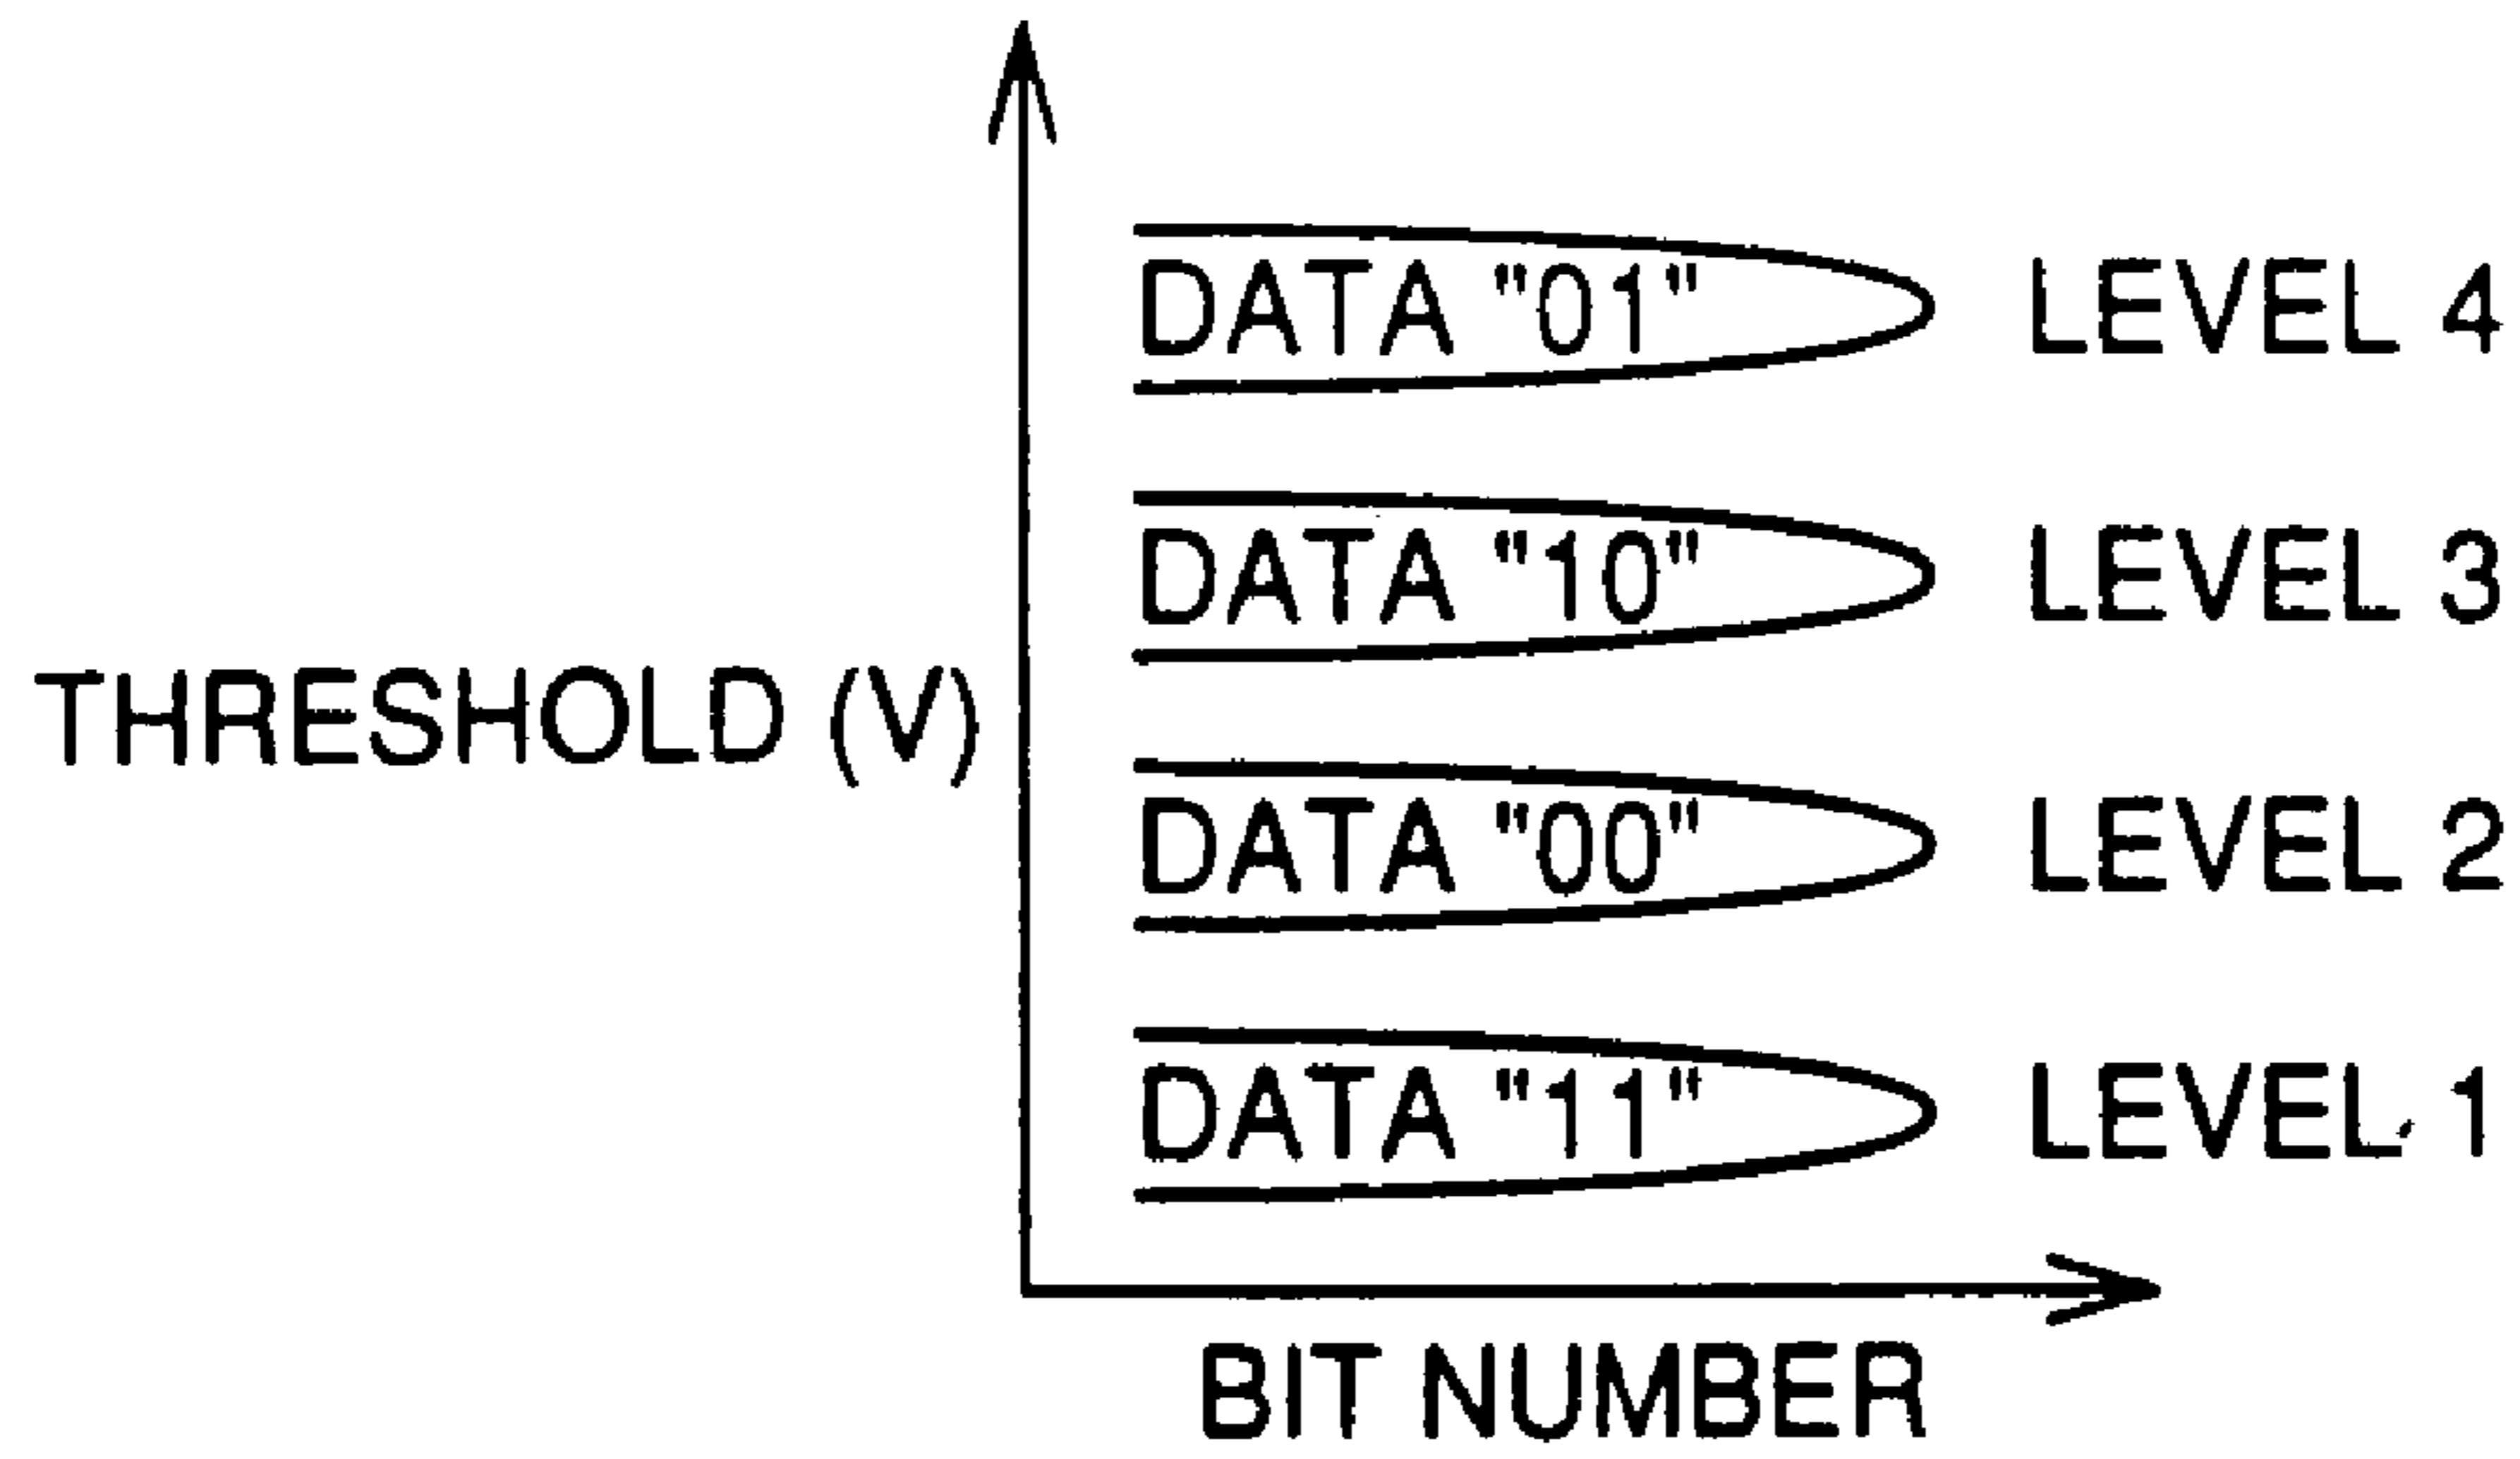 DATA "01" LEVEL 4
DATA "10" LEVEL 3
THRESHOLD (V)
DATA "00" LEVEL 2
DATA "11" LEVEL 1
BIT NUMBER